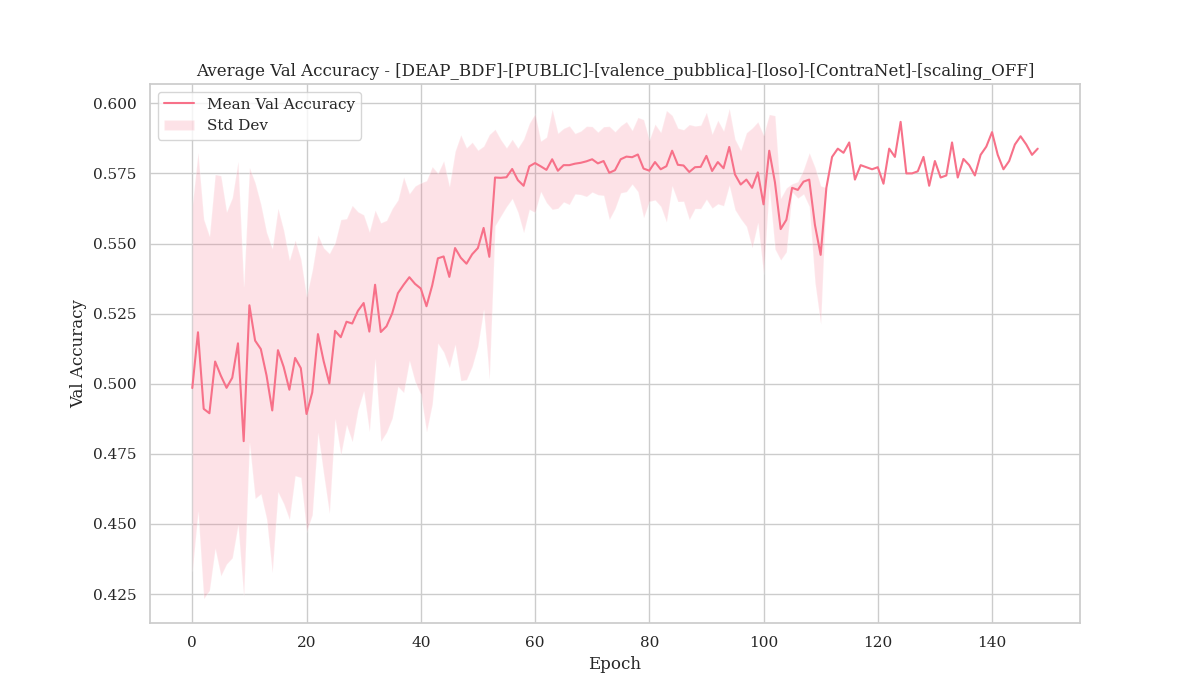 Average Val Accuracy - [DEAP_BDF]-[PUBLIC]-[valence_pubblica]-[loso]-[ContraNet]-[scaling_OFF]
Mean Val Accuracy
Std Dev
0.600
0.575
0.550
0.525
0.500
0.475
0.450
0.425
Val Accuracy
0 20 40 60 80 100 120 140
Epoch